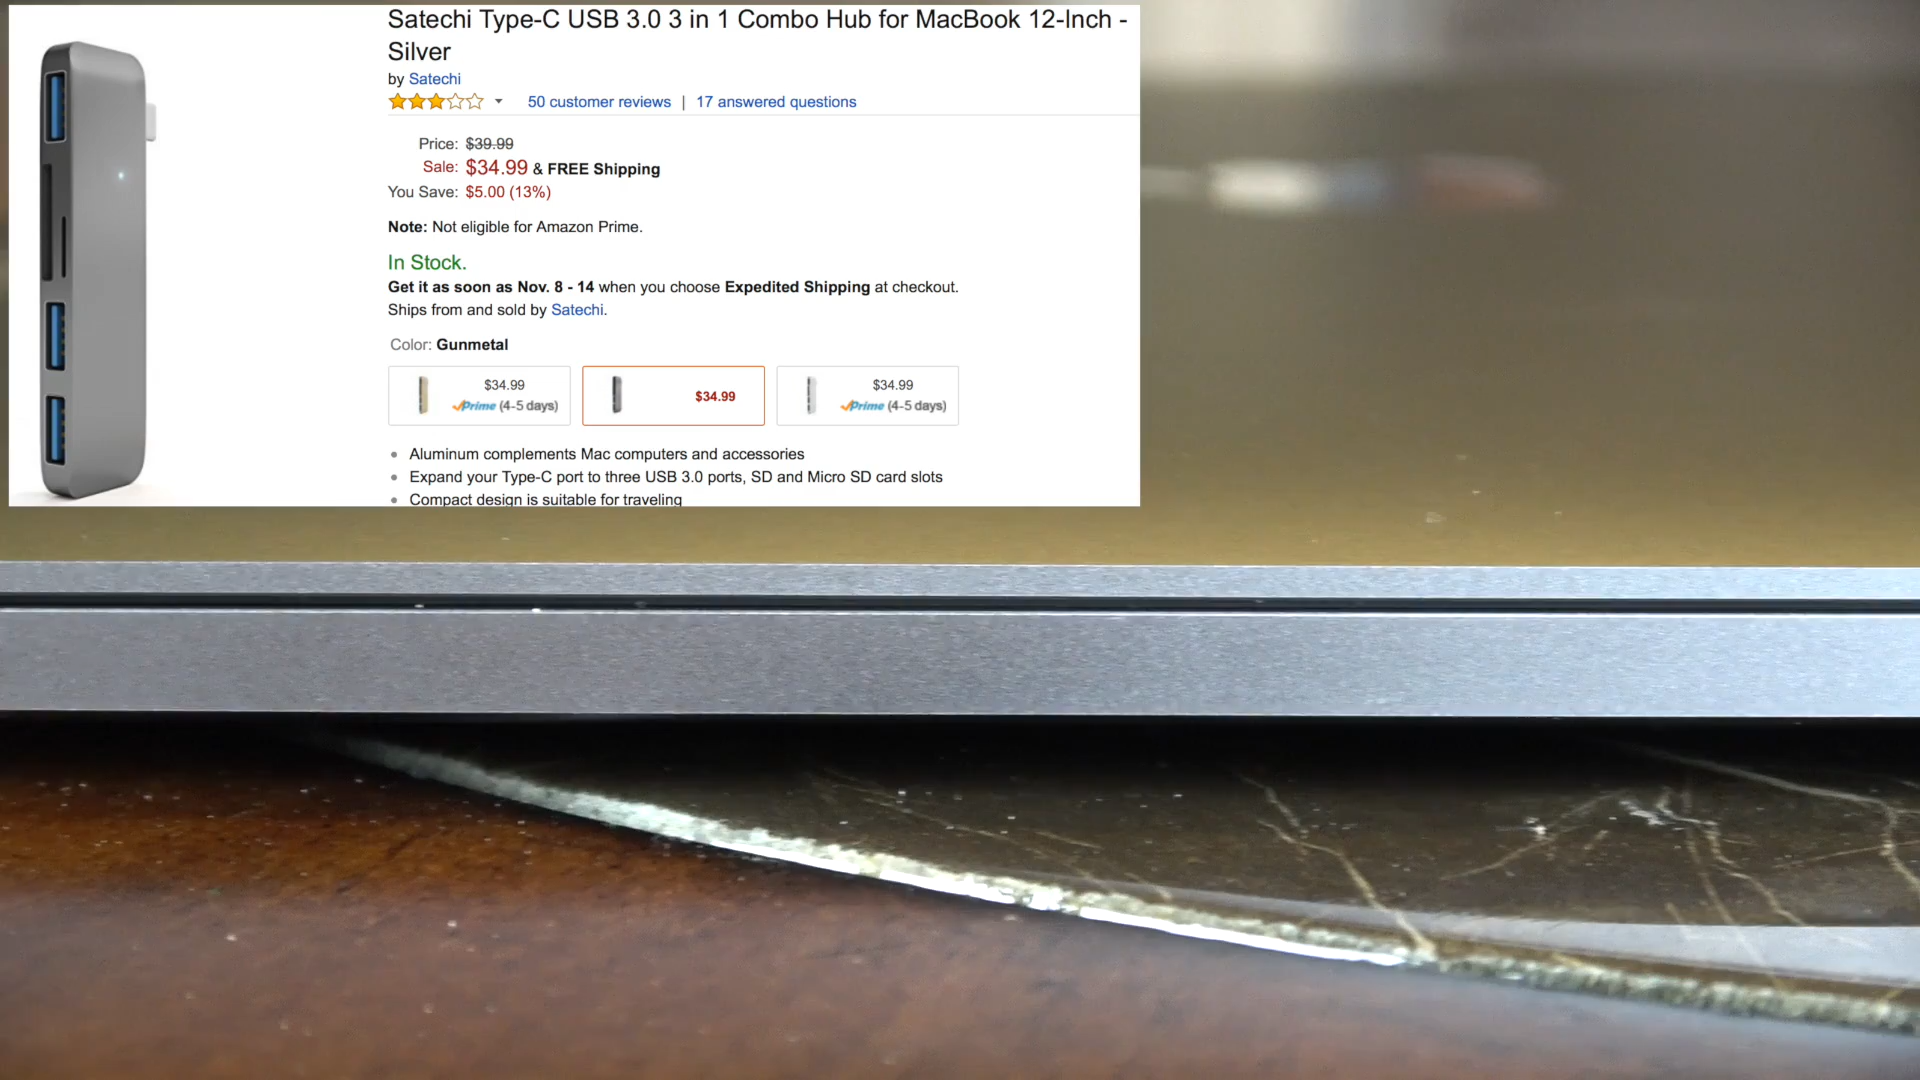 Satechi Type-C USB 3.0 3 in 1 Combo Hub for MacBook 12-Inch -
Silver
by Satechi
50 customer reviews | 17 answered questions
Price: $39.99
Sale: $34.99 & FREE Shipping
You Save: $5.00 (13%)
Note: Not eligible for Amazon Prime.
In Stock.
Get it as soon as Nov. 8 - 14 when you choose Expedited Shipping at checkout.
Ships from and sold by Satechi.
Color: Gunmetal
$34.99
Prime (4-5 days)
$34.99
$34.99
Prime (4-5 days)
Aluminum complements Mac computers and accessories
Expand your Type-C port to three USB 3.0 ports, SD and Micro SD card slots
Compact design is suitable for traveling